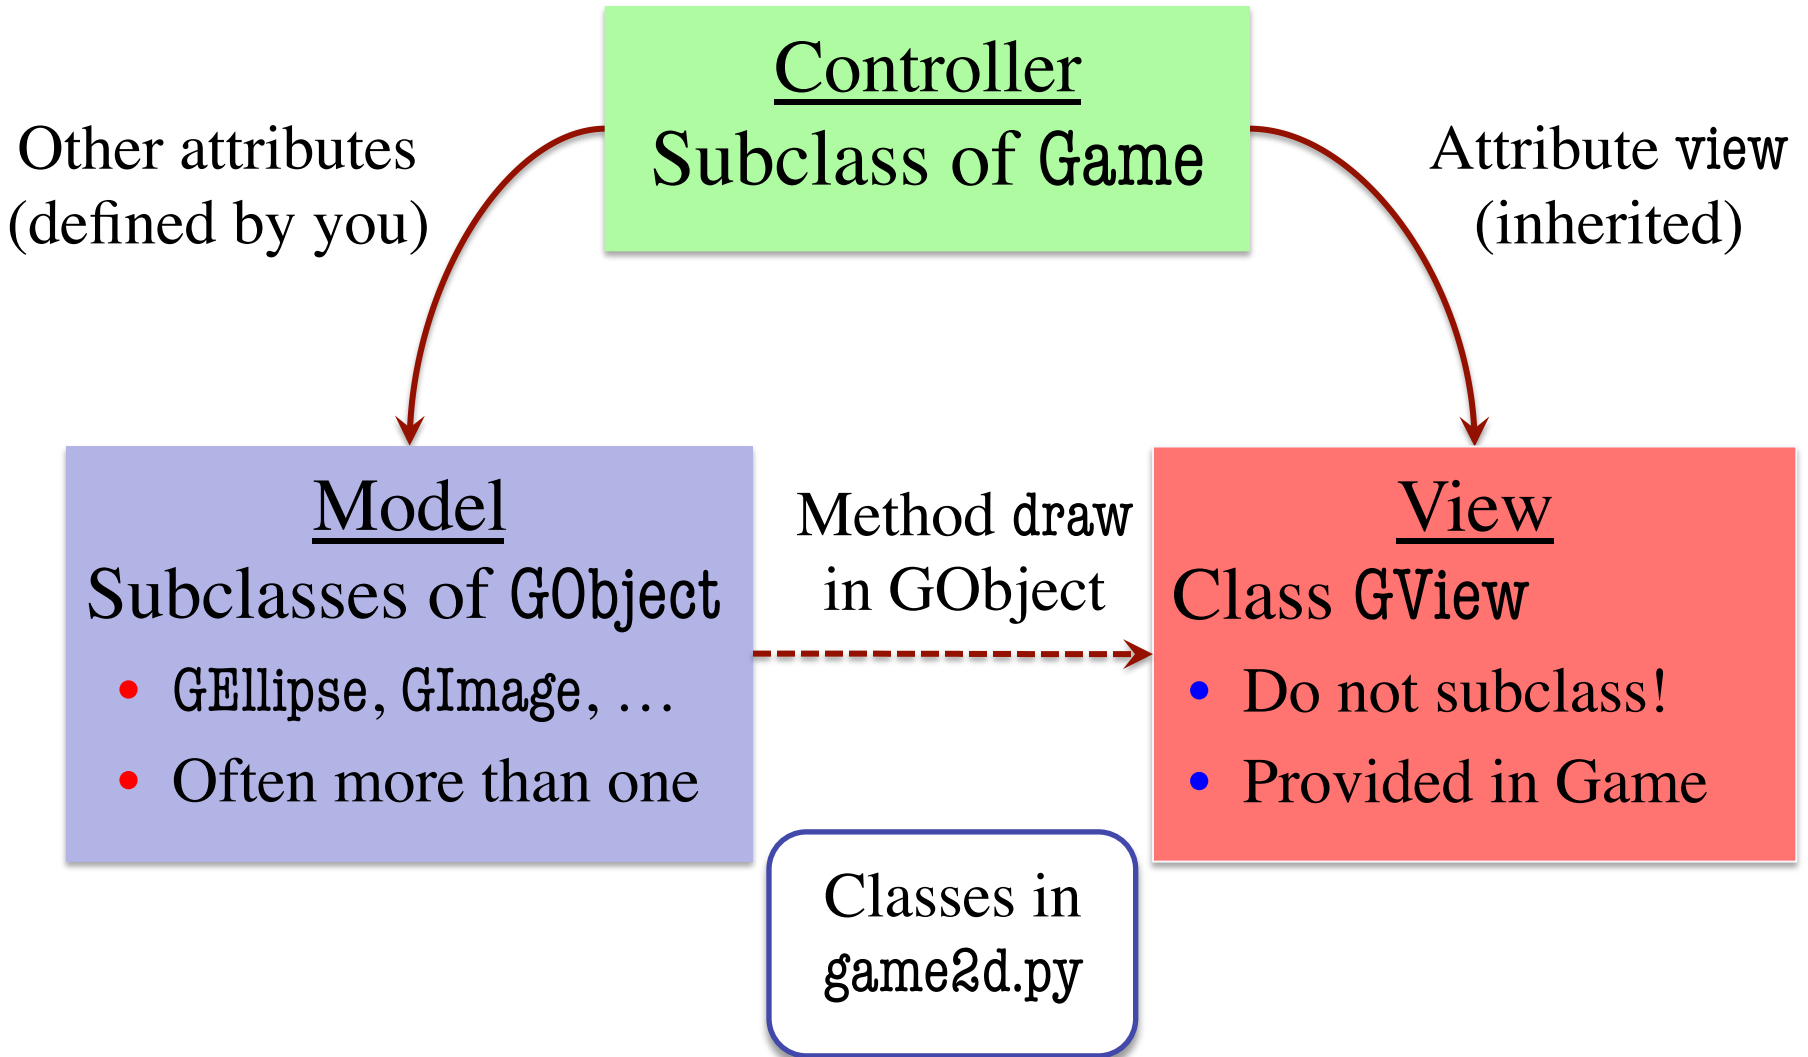 Controller
Subclass of Game
Other attributes
(defined by you)
Attribute view
(inherited)
Model
Subclasses of GObject
• GEllipse, GImage, …
• Often more than one
Method draw
in GObject
View
Class GView
• Do not subclass!
• Provided in Game
Classes in
game2d.py